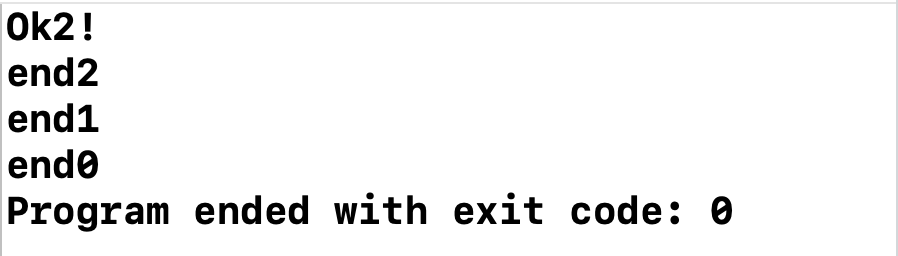 Ok2!
end2
end1
end0
Program ended with exit code: 0